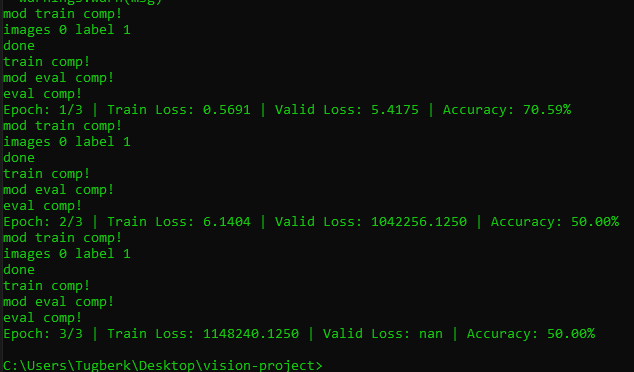 warnings.warn(msg)
mod train comp!
images 0 label 1
done
train comp!
mod eval comp!
eval comp!
Epoch: 1/3 | Train Loss: 0.5691 | Valid Loss: 5.4175 | Accuracy: 70.59%
mod train comp!
images 0 label 1
done
train comp!
mod eval comp!
eval comp!
Epoch: 2/3 | Train Loss: 6.1404 | Valid Loss: 1042256.1250 | Accuracy: 50.00%
mod train comp!
images 0 label 1
done
train comp!
mod eval comp!
eval comp!
Epoch: 3/3 | Train Loss: 1148240.1250 | Valid Loss: nan | Accuracy: 50.00%
C:\Users\Tugberk\Desktop\vision-project>